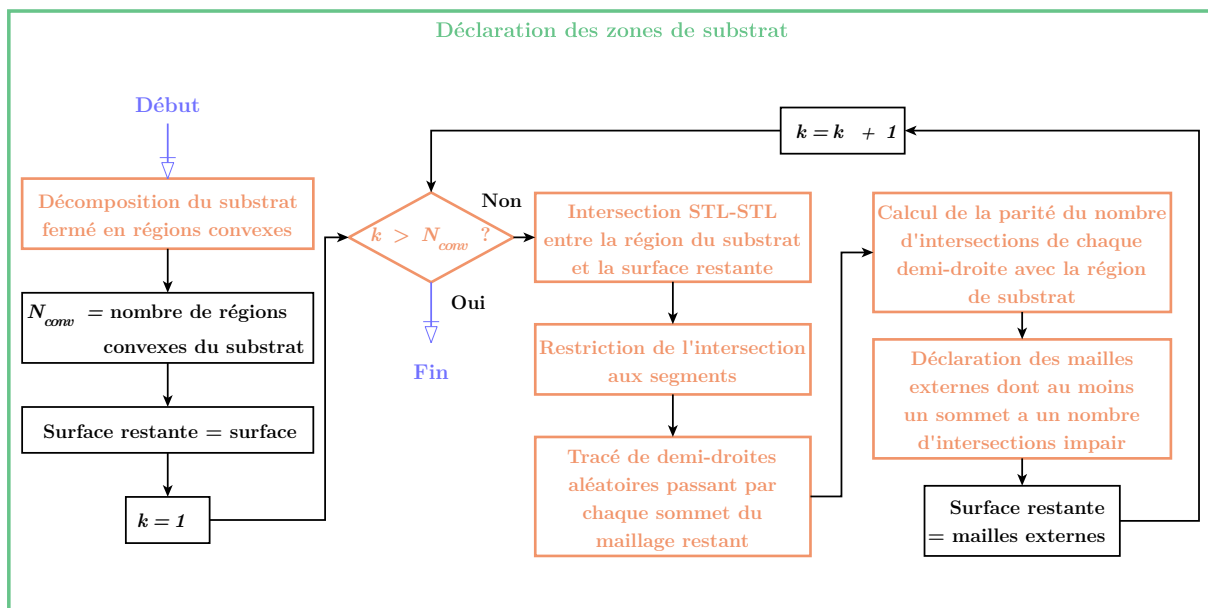 Déclaration des zones de substrat
Début
Décomposition du substrat
fermé en régions convexes
N_conv = nombre de régions
convexes du substrat
Surface restante = surface
k = 1
k > N_conv ?
Non
Oui
Fin
Intersection STL-STL
entre la région du substrat
et la surface restante
Restriction de l'intersection
aux segments
Tracé de demi-droites
aléatoires passant par
chaque sommet du
maillage restant
Calcul de la parité du nombre
d'intersections de chaque
demi-droite avec la région
de substrat
Déclaration des mailles
externes dont au moins
un sommet a un nombre
d'intersections impair
Surface restante
= mailles externes
k = k + 1